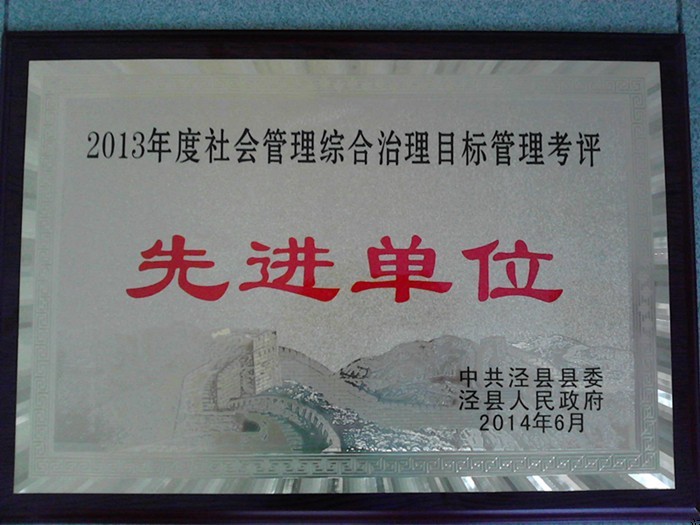 2013年度社会管理综合治理目标管理考评
先进单位
中共泾县县委
泾县人民政府
2014年6月